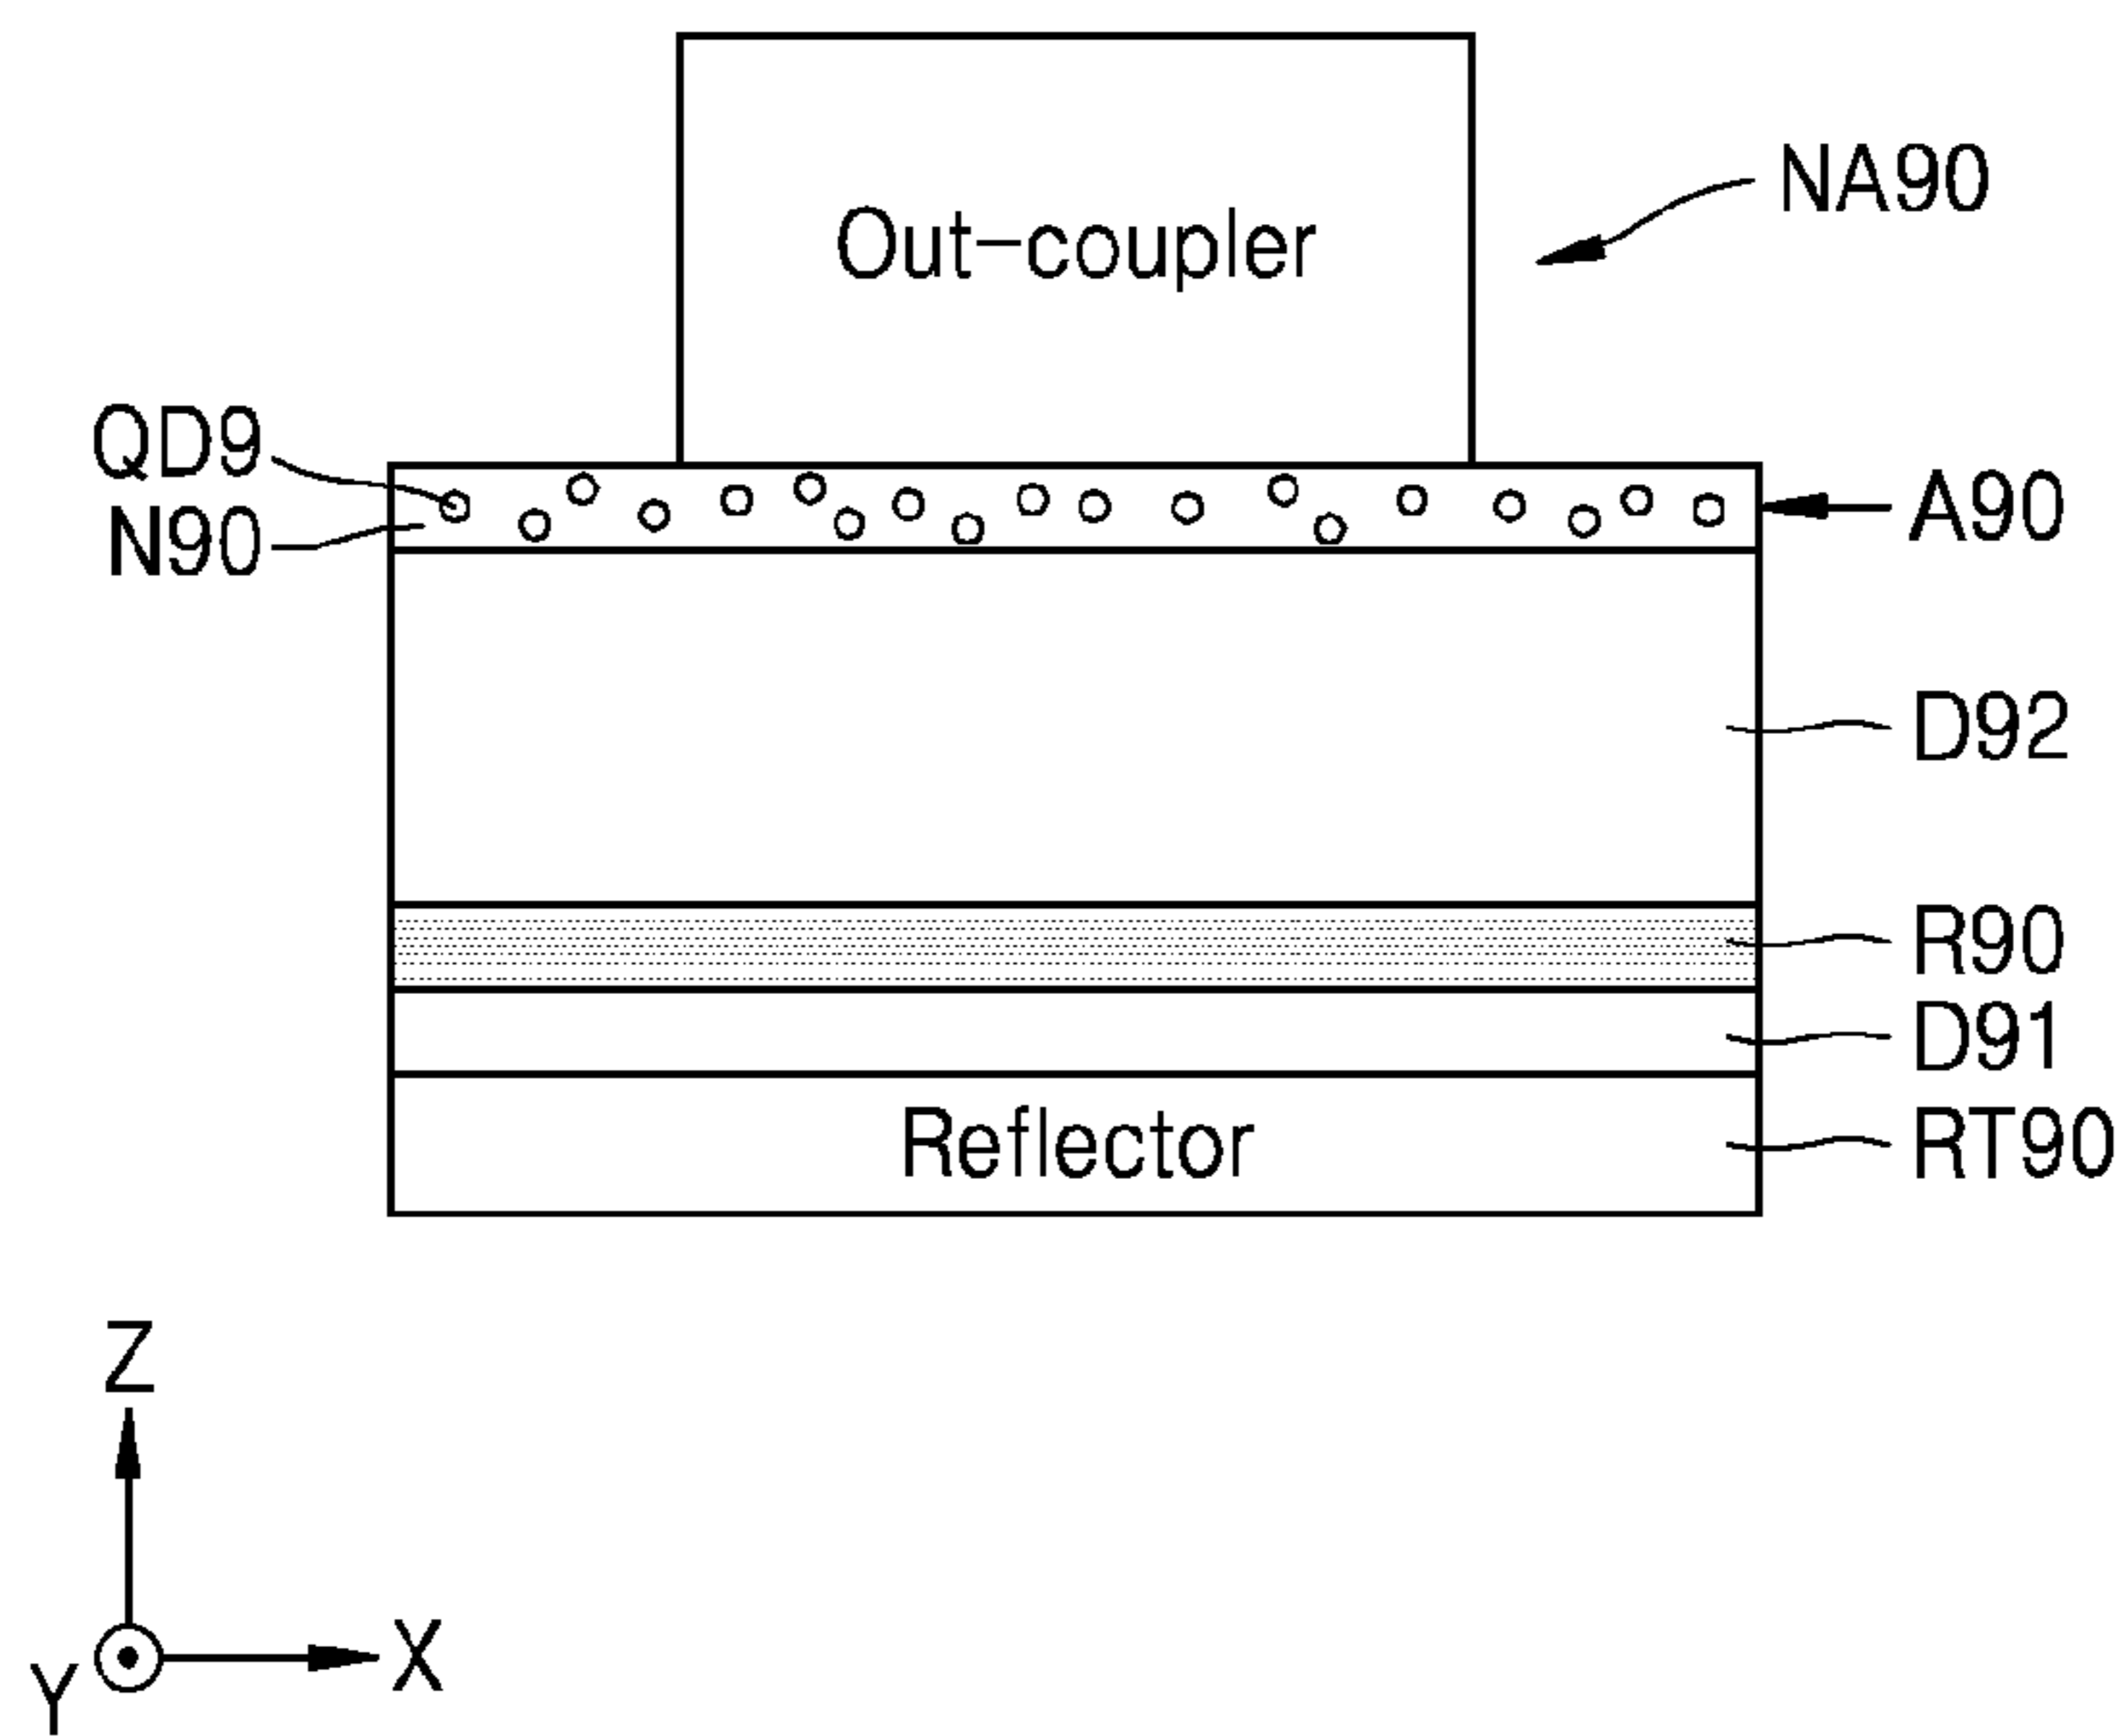 NA90
Out-coupler
QD9
N90
A90
D92
R90
D91
Reflector
RT90
Z
X
Y